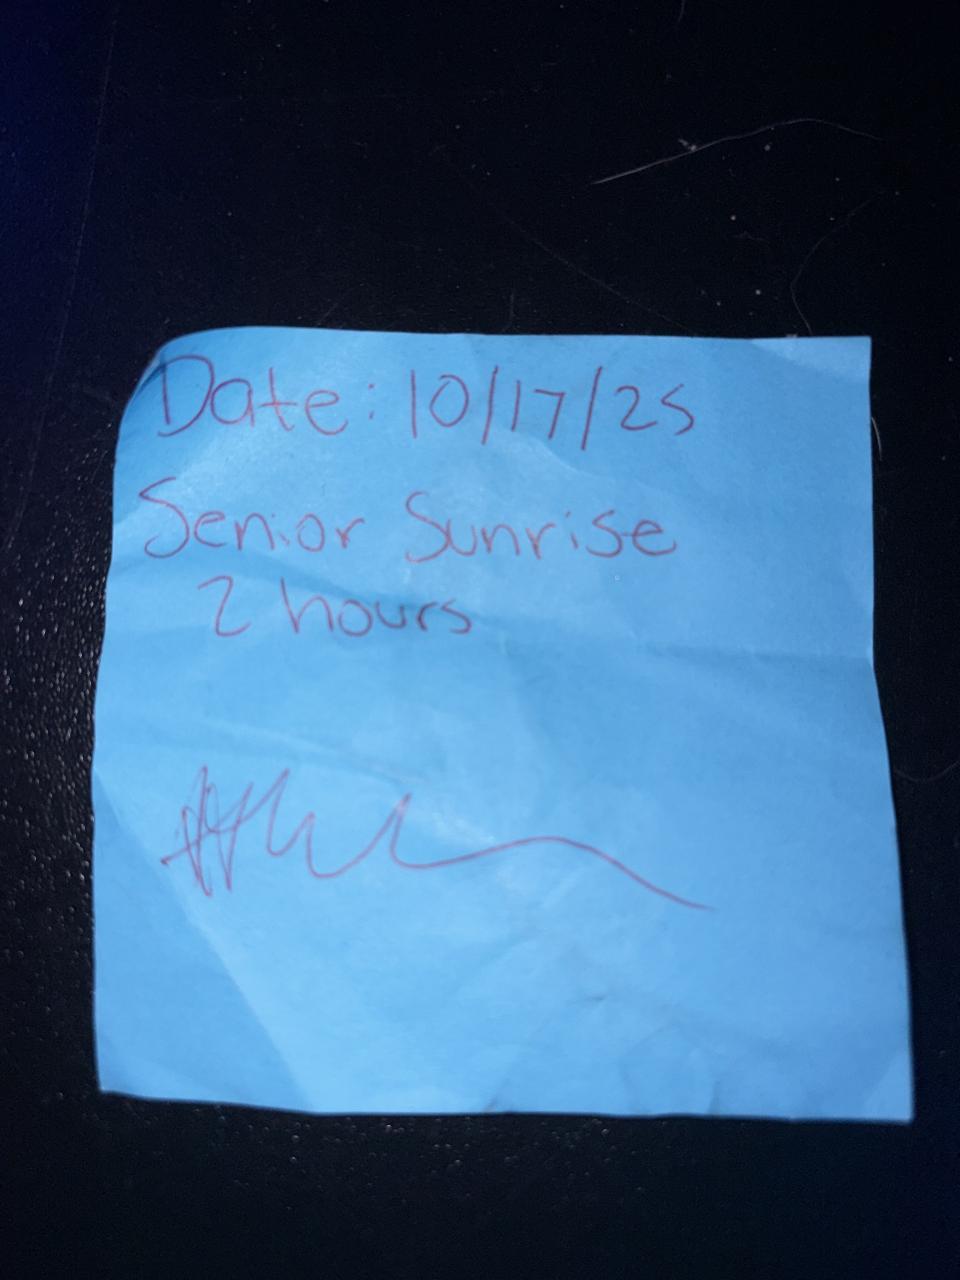 Date: 10/17/25
Senior Sunrise
2 hours